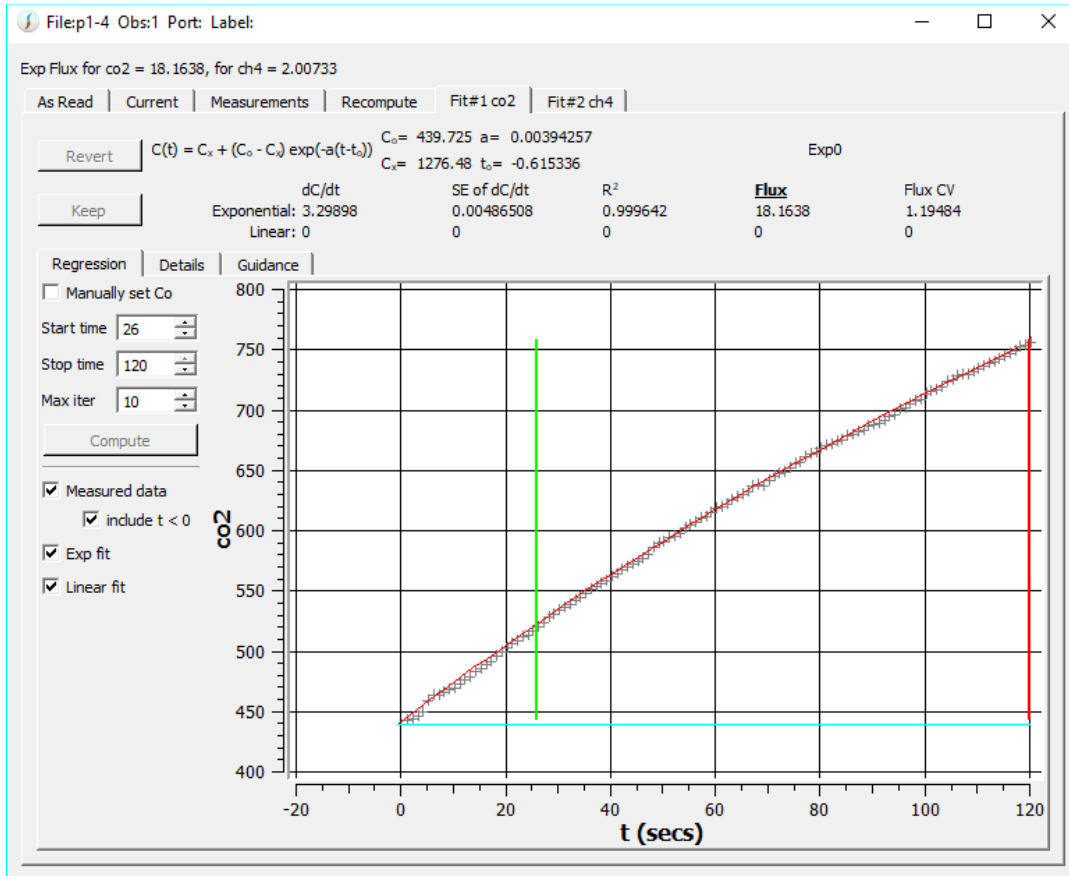 File:p1-4 Obs:1 Port: Label:
Exp Flux for co2 = 18.1638, for ch4 = 2.00733
As Read Current Measurements Recompute Fit#1 co2 Fit#2 ch4
Revert C(t) = Cₓ + (Cₒ - Cₓ) exp(-a(t-tₒ)) Cₒ= 439.725 a= 0.00394257 Exp0
Cₓ= 1276.48 tₒ= -0.615336
dC/dt SE of dC/dt R² Flux Flux CV
Keep Exponential: 3.29898 0.00486508 0.999642 18.1638 1.19484
Linear: 0 0 0 0 0
Regression Details Guidance
Manually set Co
Start time 26
Stop time 120
Max iter 10
Compute
Measured data
include t < 0
Exp fit
Linear fit
co2
800
750
700
650
600
550
500
450
400
-20 0 20 40 60 80 100 120
t (secs)